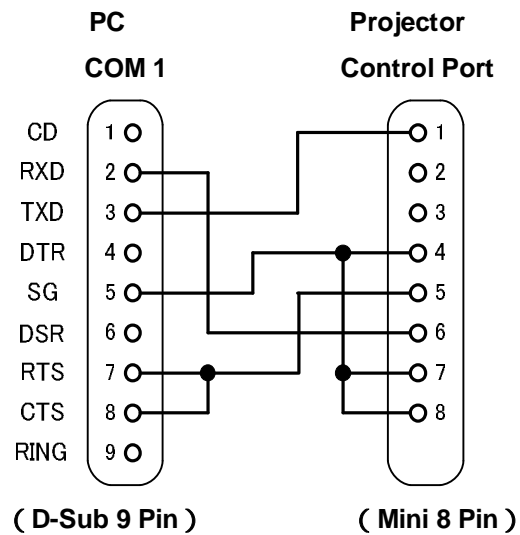 PC Projector
COM 1 Control Port
CD 1 1
RXD 2 2
TXD 3 3
DTR 4 4
SG 5 5
DSR 6 6
RTS 7 7
CTS 8 8
RING 9
( D-Sub 9 Pin ) ( Mini 8 Pin )